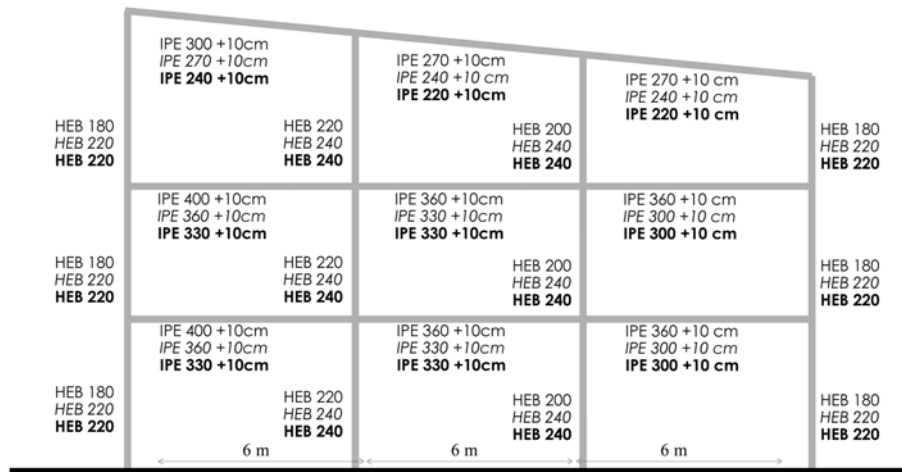 IPE 300 +10cm
IPE 270 +10cm
IPE 240 +10cm
IPE 270 +10cm
IPE 240 +10 cm
IPE 220 +10cm
IPE 270 +10 cm
IPE 240 +10 cm
IPE 220 +10 cm
HEB 180
HEB 220
HEB 220
HEB 220
HEB 240
HEB 240
HEB 200
HEB 240
HEB 240
HEB 180
HEB 220
HEB 220
IPE 400 +10cm
IPE 360 +10cm
IPE 330 +10cm
IPE 360 +10cm
IPE 330 +10cm
IPE 330 +10cm
IPE 360 +10 cm
IPE 300 +10 cm
IPE 300 +10 cm
HEB 180
HEB 220
HEB 220
HEB 220
HEB 240
HEB 240
HEB 200
HEB 240
HEB 240
HEB 180
HEB 220
HEB 220
IPE 400 +10cm
IPE 360 +10cm
IPE 330 +10cm
IPE 360 +10cm
IPE 330 +10cm
IPE 330 +10cm
IPE 360 +10 cm
IPE 300 +10 cm
IPE 300 +10 cm
HEB 180
HEB 220
HEB 220
HEB 220
HEB 240
HEB 240
HEB 200
HEB 240
HEB 240
HEB 180
HEB 220
HEB 220
6 m
6 m
6 m